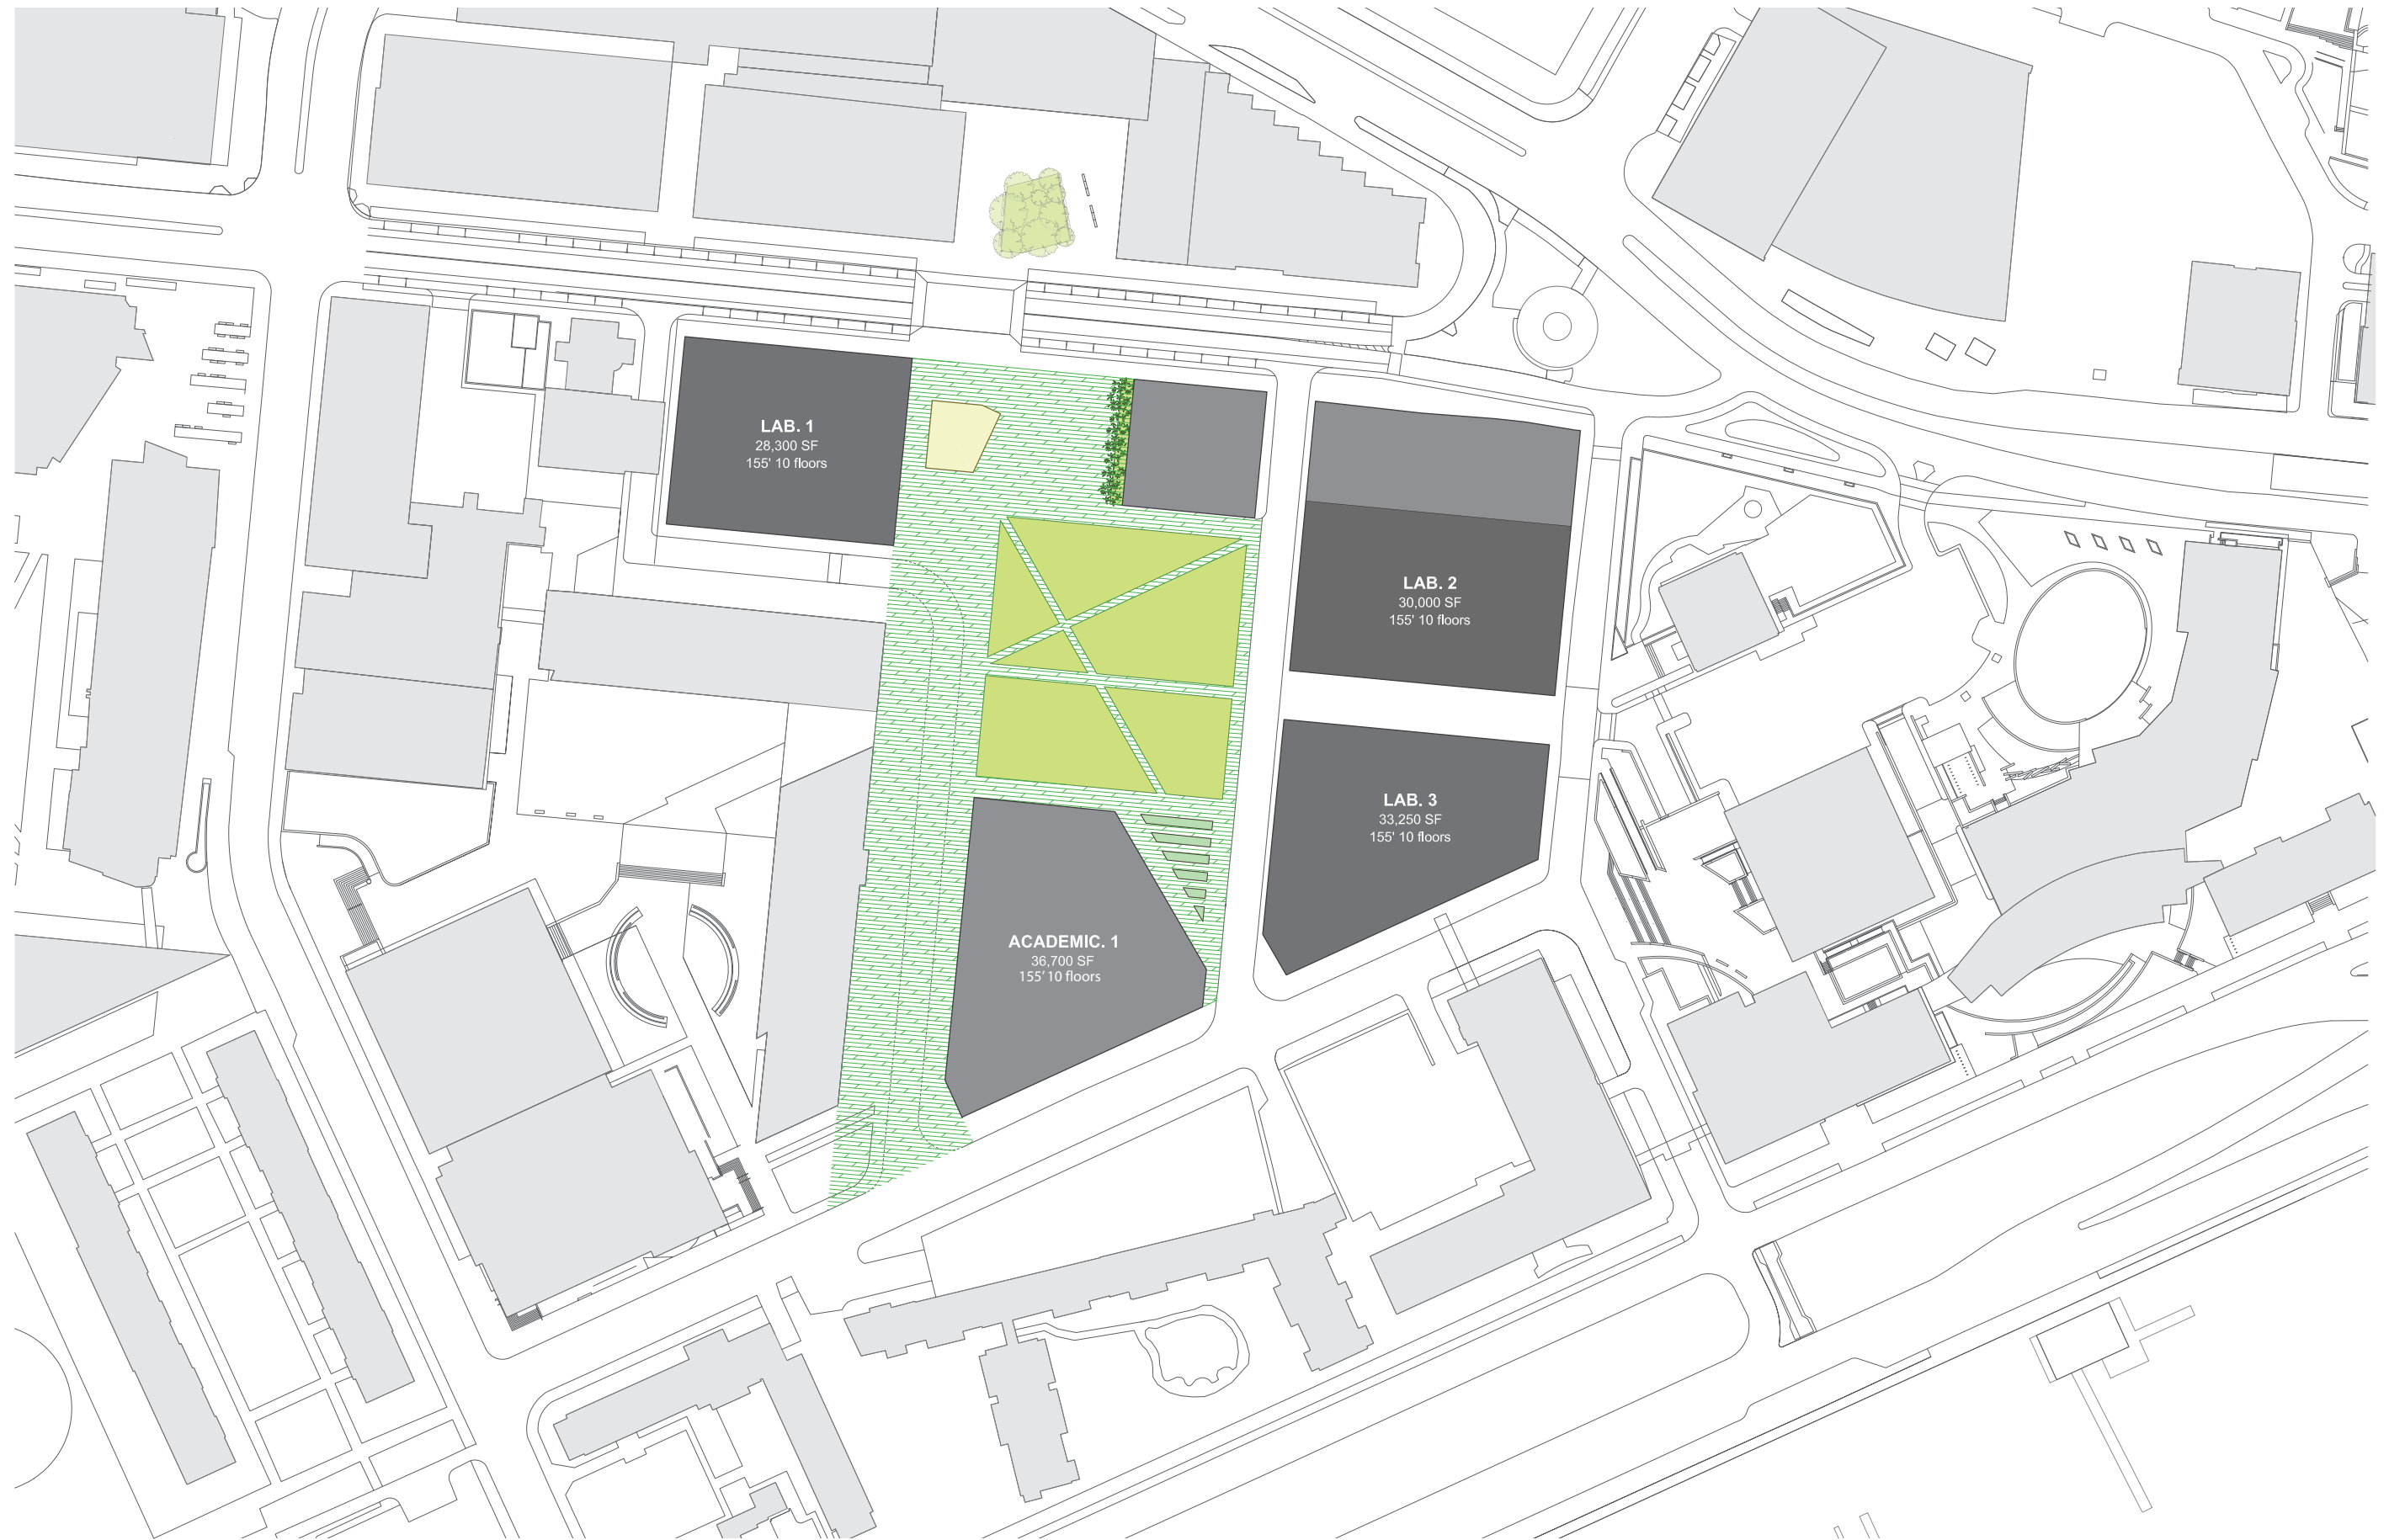 LAB. 1
28,300 SF
155' 10 floors
LAB. 2
30,000 SF
155' 10 floors
LAB. 3
33,250 SF
155' 10 floors
ACADEMIC. 1
36,700 SF
155' 10 floors